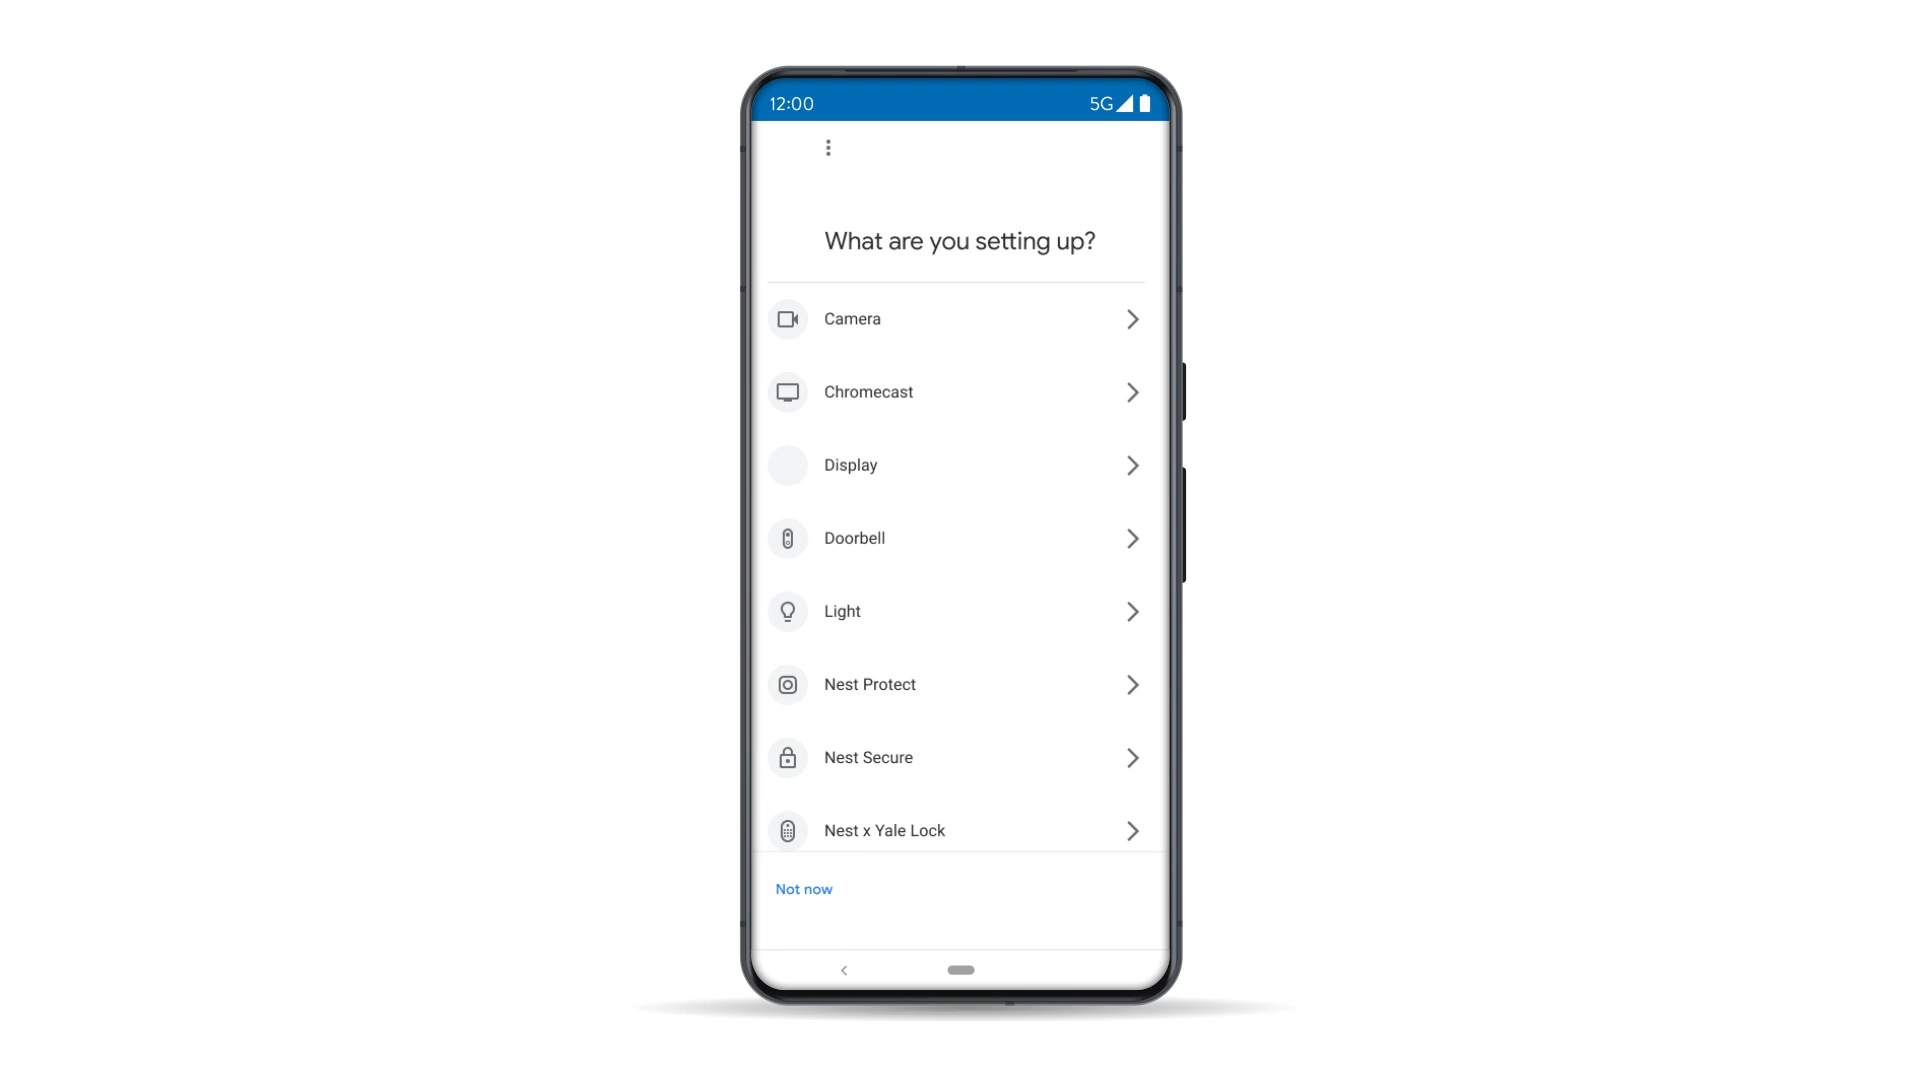 12:00 5G
What are you setting up?
Camera
Chromecast
Display
Doorbell
Light
Nest Protect
Nest Secure
Nest x Yale Lock
Not now